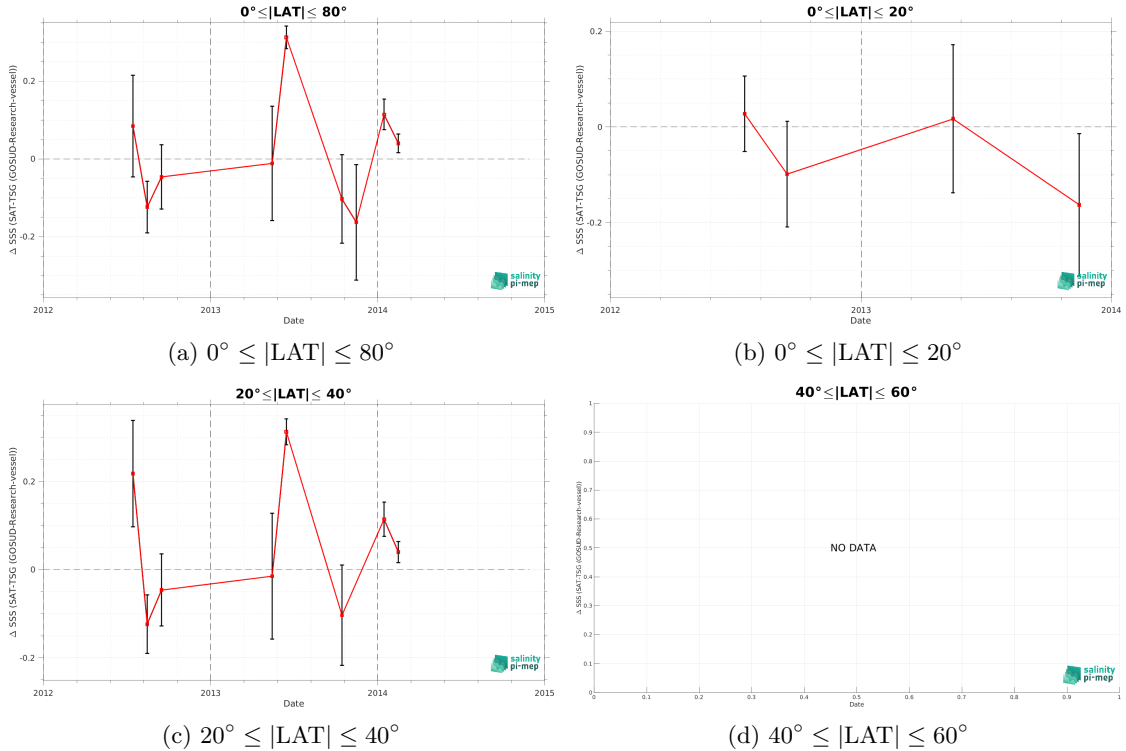 0°≤|LAT|≤ 80°
Δ SSS (SAT-TSG (GOSUD-Research-vessel))
0.2
0
-0.2
2012
2013
2014
2015
Date
salinity
pi-mep
(a) 0° ≤ |LAT| ≤ 80°
0°≤|LAT|≤ 20°
Δ SSS (SAT-TSG (GOSUD-Research-vessel))
0.2
0
-0.2
2012
2013
2014
Date
salinity
pi-mep
(b) 0° ≤ |LAT| ≤ 20°
20°≤|LAT|≤ 40°
Δ SSS (SAT-TSG (GOSUD-Research-vessel))
0.2
0
-0.2
2012
2013
2014
2015
Date
salinity
pi-mep
(c) 20° ≤ |LAT| ≤ 40°
40°≤|LAT|≤ 60°
Δ SSS (SAT-TSG (GOSUD-Research-vessel))
1
0.9
0.8
0.7
0.6
0.5
0.4
0.3
0.2
0.1
0
NO DATA
0
0.1
0.2
0.3
0.4
0.5
0.6
0.7
0.8
0.9
1
Date
salinity
pi-mep
(d) 40° ≤ |LAT| ≤ 60°